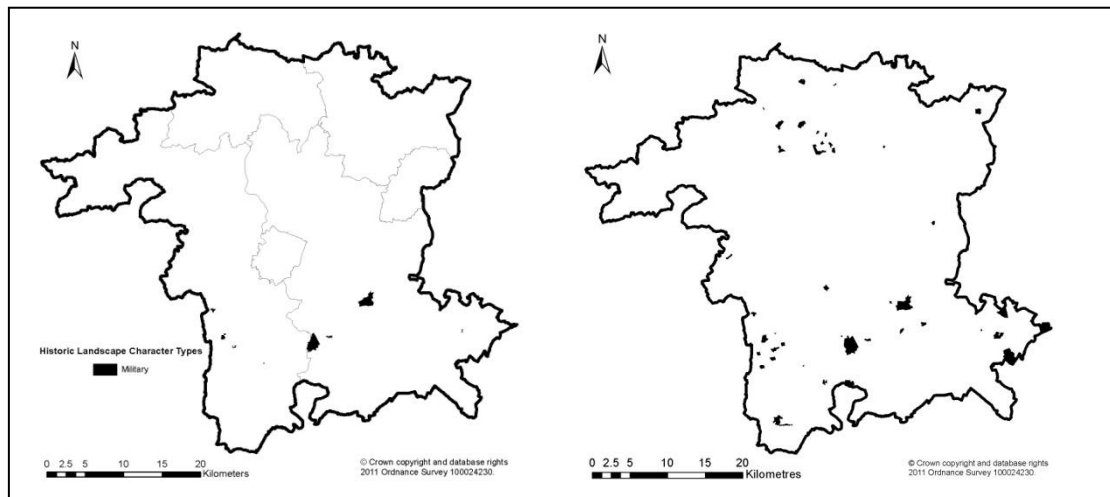 N
Historic Landscape Character Types
Military
0 2.5 5 10 15 20
Kilometers
© Crown copyright and database rights
2011 Ordnance Survey 100024230.
N
0 2.5 5 10 15 20
Kilometres
© Crown copyright and database rights
2011 Ordnance Survey 100024230.